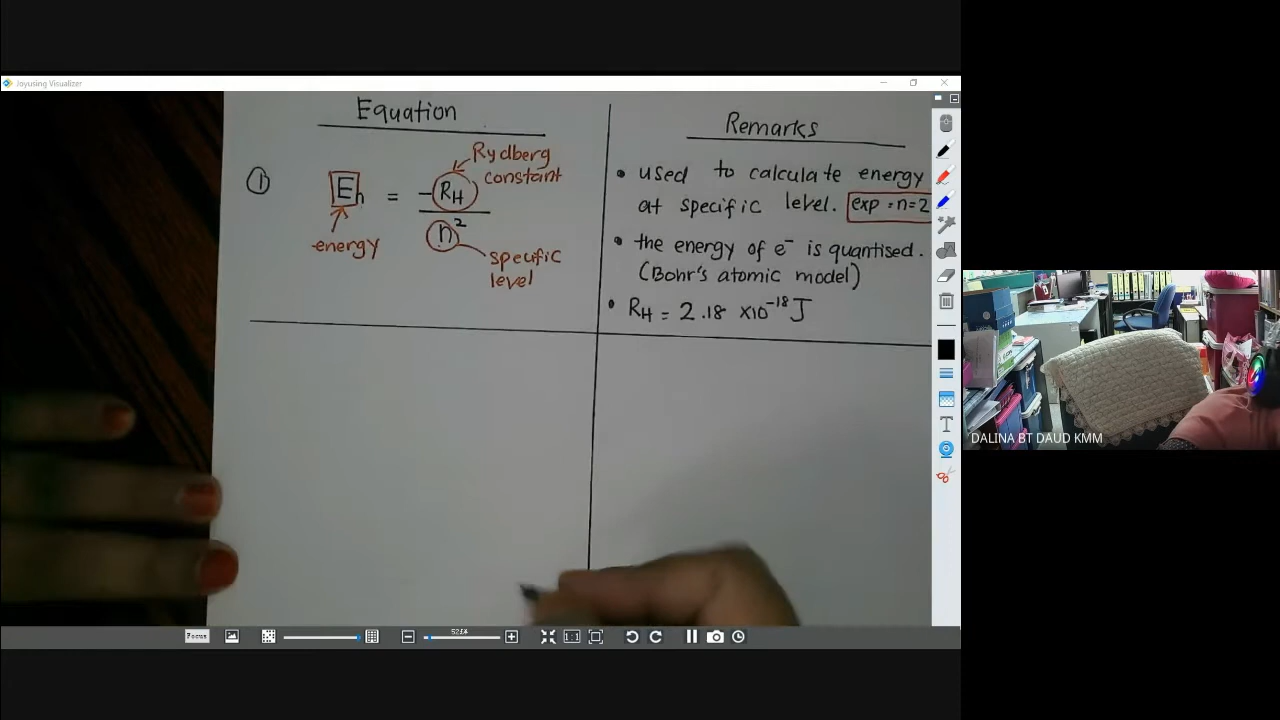 Joyusing Visualizer
Equation
Remarks
①
En = -RH
n²
Rydberg
constant
energy
specific
level
• used to calculate energy
at specific level. exp = n=2
• the energy of e⁻ is quantised.
(Bohr's atomic model)
• RH = 2.18 x10⁻¹⁸ J
T
Focus
1:1
DALINA BT DAUD KMM